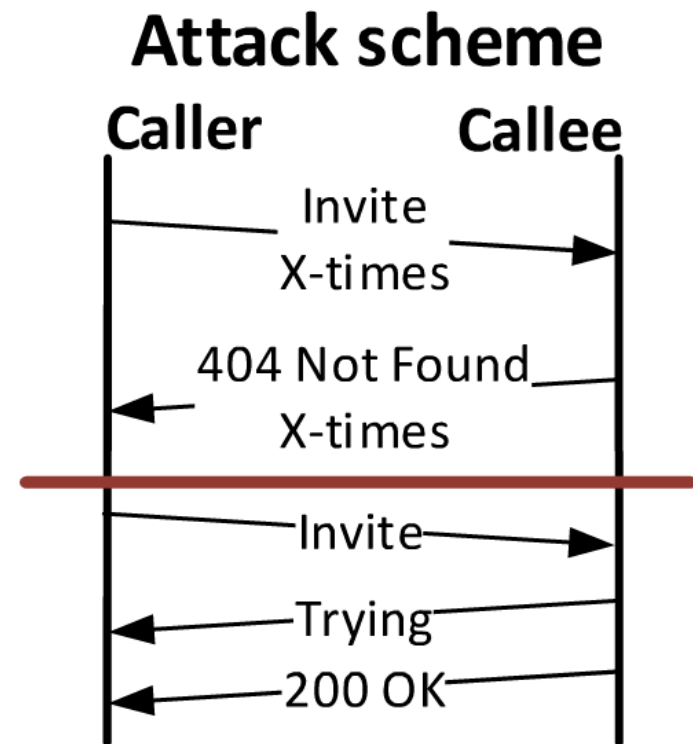 Attack scheme
Caller Callee
Invite
X-times
404 Not Found
X-times
Invite
Trying
200 OK